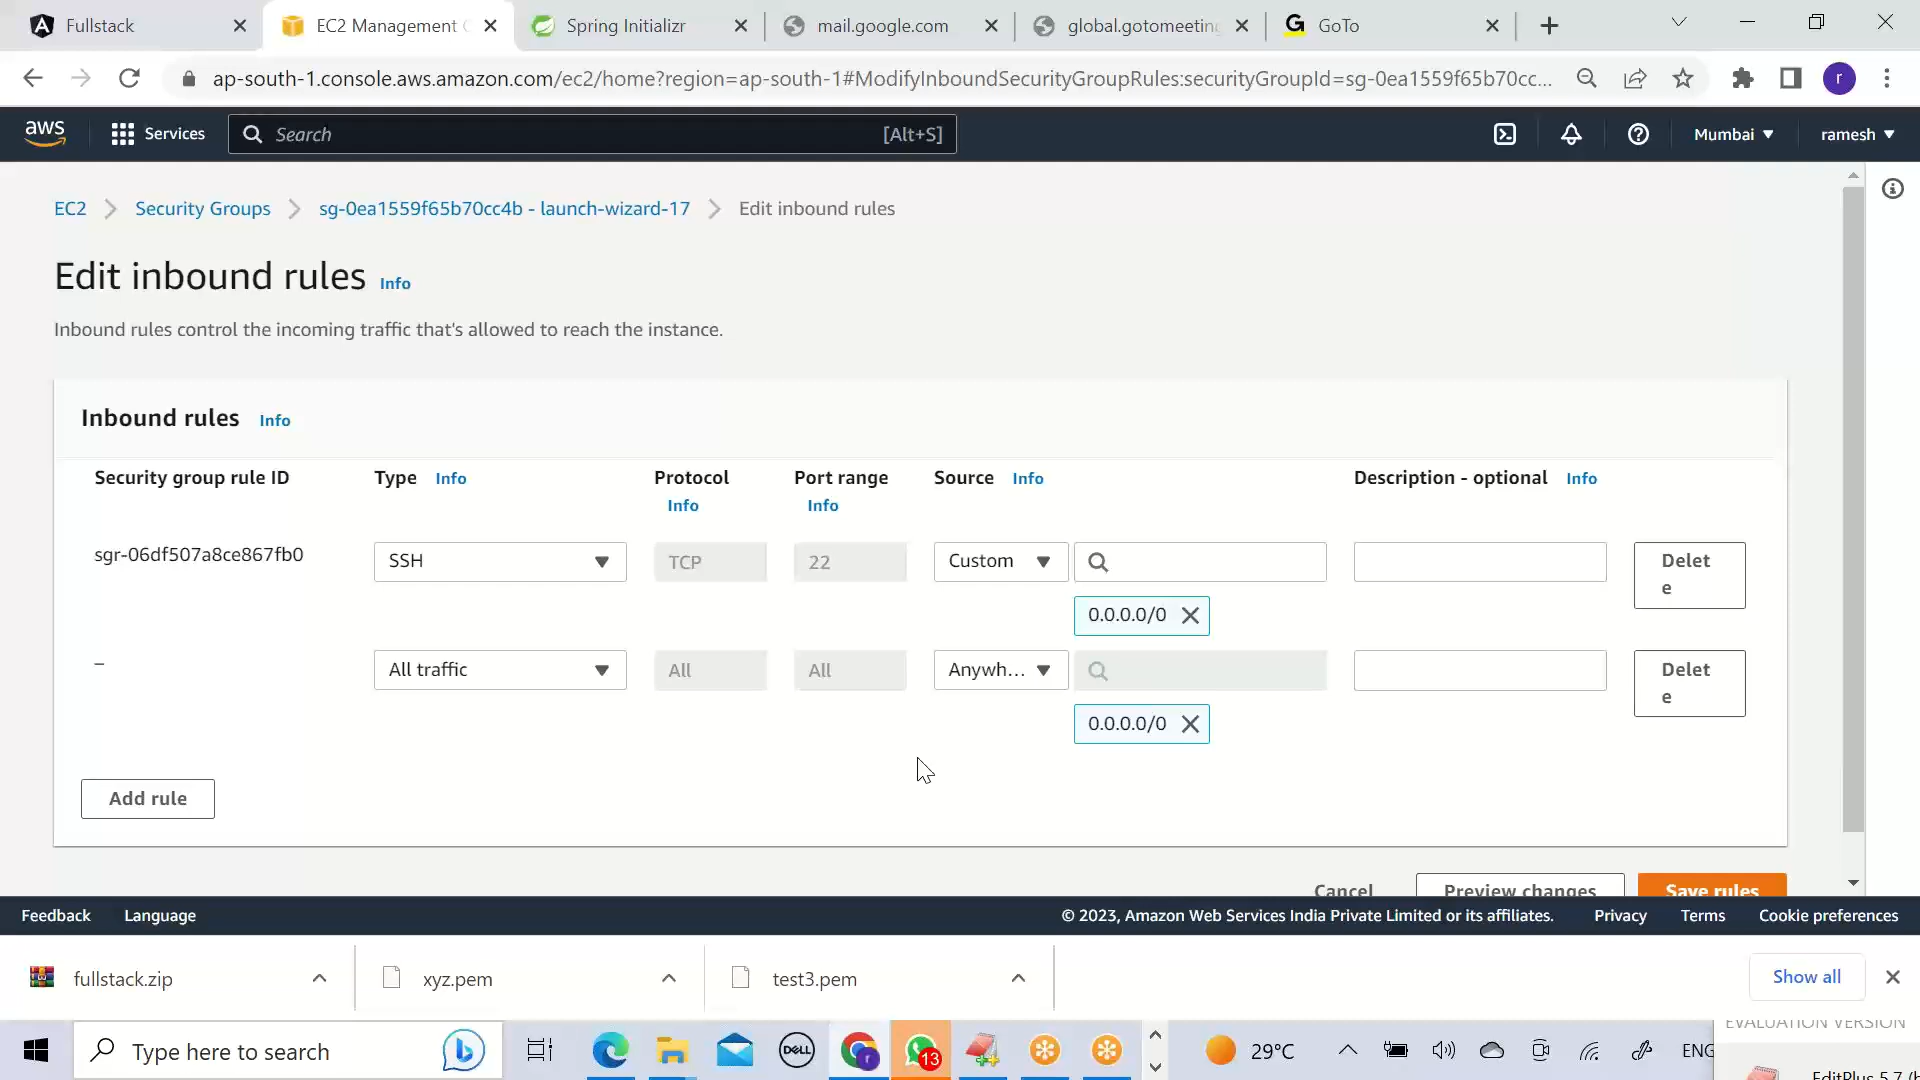 Fullstack
EC2 Management C
Spring Initializr
mail.google.com
global.gotomeeting
G GoTo
ap-south-1.console.aws.amazon.com/ec2/home?region=ap-south-1#ModifyInboundSecurityGroupRules:securityGroupId=sg-0ea1559f65b70cc...
r
aws
Services
Search
[Alt+S]
Mumbai
ramesh
EC2
Security Groups
sg-0ea1559f65b70cc4b - launch-wizard-17
Edit inbound rules
Edit inbound rules Info
Inbound rules control the incoming traffic that's allowed to reach the instance.
Inbound rules Info
Security group rule ID
Type Info
Protocol Info
Port range Info
Source Info
Description - optional Info
sgr-06df507a8ce867fb0
SSH
TCP
22
Custom
Delet
e
0.0.0.0/0
–
All traffic
All
All
Anywh...
Delet
e
0.0.0.0/0
Add rule
Cancel
Preview changes
Save rules
Feedback
Language
© 2023, Amazon Web Services India Private Limited or its affiliates.
Privacy
Terms
Cookie preferences
fullstack.zip
xyz.pem
test3.pem
Show all
EVALUATION VERSION
Type here to search
DELL
r
13
29°C
ENG
EditPlus 5.7